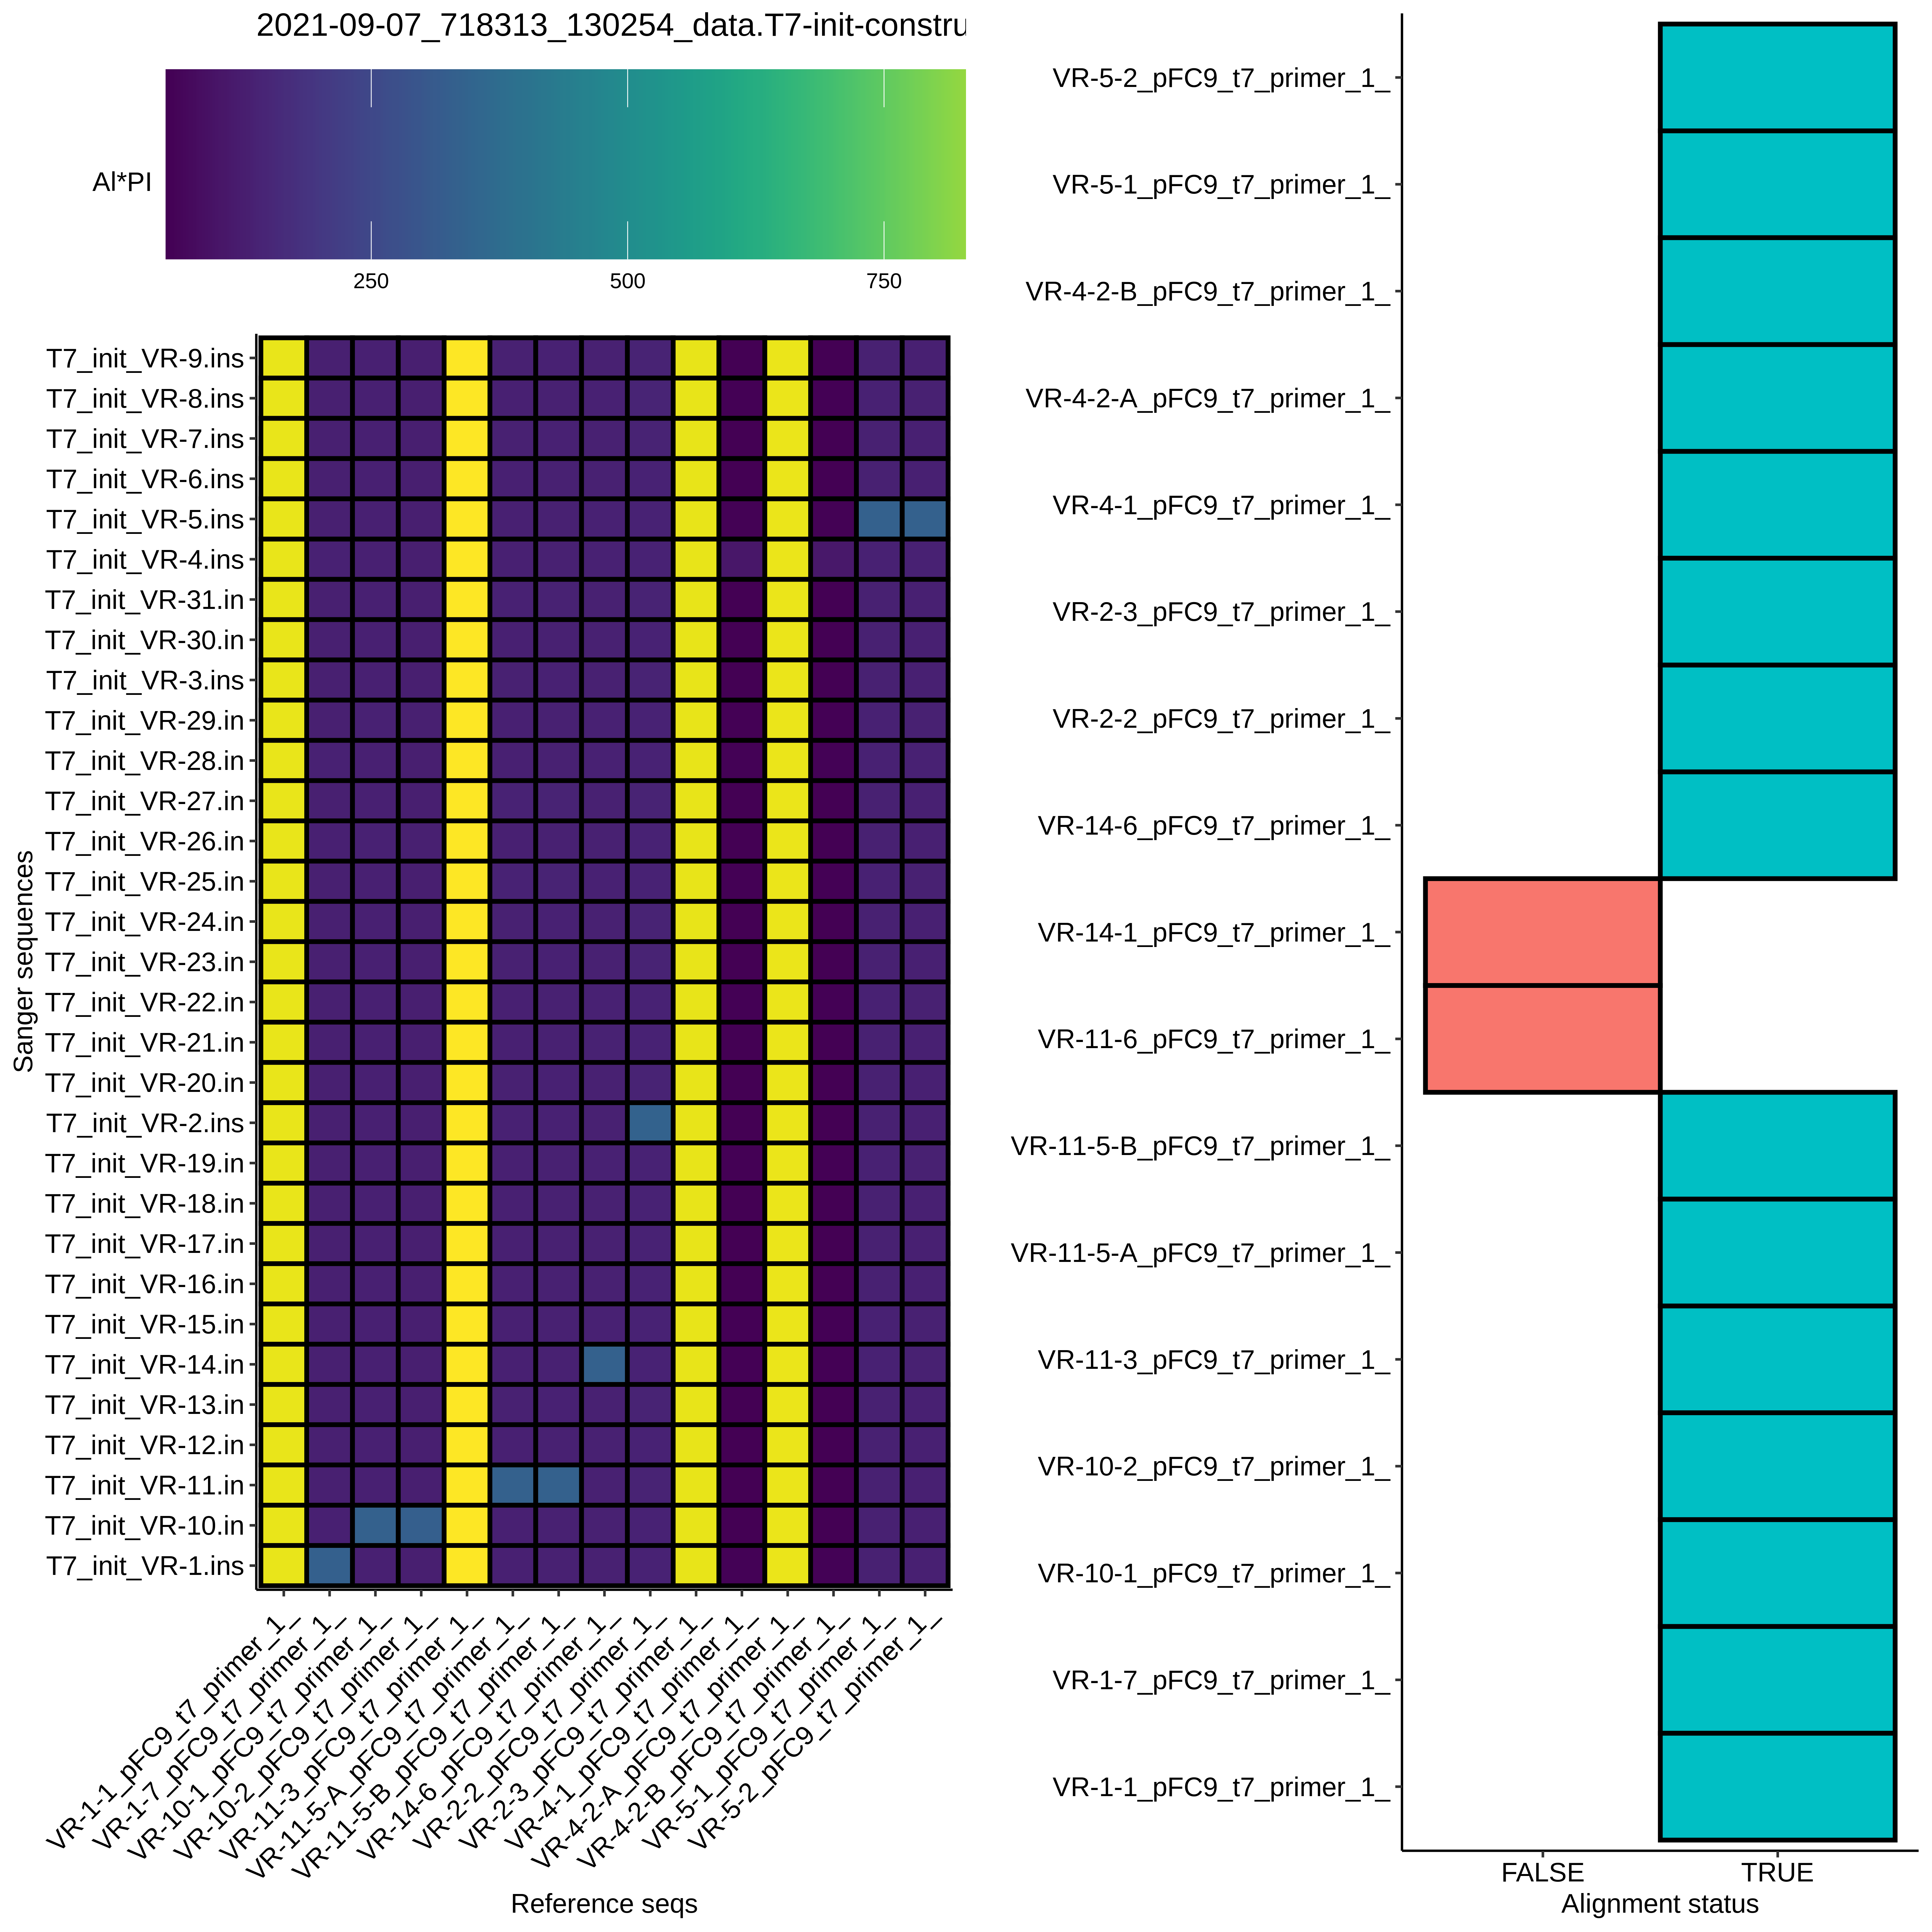 2021-09-07_718313_130254_data.T7-init-constru
Al*PI
250
500
750
Sanger sequences
T7_init_VR-9.ins
T7_init_VR-8.ins
T7_init_VR-7.ins
T7_init_VR-6.ins
T7_init_VR-5.ins
T7_init_VR-4.ins
T7_init_VR-31.in
T7_init_VR-30.in
T7_init_VR-3.ins
T7_init_VR-29.in
T7_init_VR-28.in
T7_init_VR-27.in
T7_init_VR-26.in
T7_init_VR-25.in
T7_init_VR-24.in
T7_init_VR-23.in
T7_init_VR-22.in
T7_init_VR-21.in
T7_init_VR-20.in
T7_init_VR-2.ins
T7_init_VR-19.in
T7_init_VR-18.in
T7_init_VR-17.in
T7_init_VR-16.in
T7_init_VR-15.in
T7_init_VR-14.in
T7_init_VR-13.in
T7_init_VR-12.in
T7_init_VR-11.in
T7_init_VR-10.in
T7_init_VR-1.ins
VR-1-1_pFC9_t7_primer_1_
VR-1-7_pFC9_t7_primer_1_
VR-10-1_pFC9_t7_primer_1_
VR-10-2_pFC9_t7_primer_1_
VR-11-3_pFC9_t7_primer_1_
VR-11-5-A_pFC9_t7_primer_1_
VR-11-5-B_pFC9_t7_primer_1_
VR-14-6_pFC9_t7_primer_1_
VR-2-2_pFC9_t7_primer_1_
VR-2-3_pFC9_t7_primer_1_
VR-4-1_pFC9_t7_primer_1_
VR-4-2-A_pFC9_t7_primer_1_
VR-4-2-B_pFC9_t7_primer_1_
VR-5-1_pFC9_t7_primer_1_
VR-5-2_pFC9_t7_primer_1_
Reference seqs
VR-5-2_pFC9_t7_primer_1_
VR-5-1_pFC9_t7_primer_1_
VR-4-2-B_pFC9_t7_primer_1_
VR-4-2-A_pFC9_t7_primer_1_
VR-4-1_pFC9_t7_primer_1_
VR-2-3_pFC9_t7_primer_1_
VR-2-2_pFC9_t7_primer_1_
VR-14-6_pFC9_t7_primer_1_
VR-14-1_pFC9_t7_primer_1_
VR-11-6_pFC9_t7_primer_1_
VR-11-5-B_pFC9_t7_primer_1_
VR-11-5-A_pFC9_t7_primer_1_
VR-11-3_pFC9_t7_primer_1_
VR-10-2_pFC9_t7_primer_1_
VR-10-1_pFC9_t7_primer_1_
VR-1-7_pFC9_t7_primer_1_
VR-1-1_pFC9_t7_primer_1_
FALSE
TRUE
Alignment status